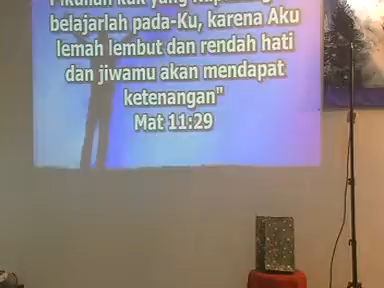 belajarlah pada-Ku, karena Aku
lemah lembut dan rendah hati
dan jiwamu akan mendapat
ketenangan"
Mat 11:29